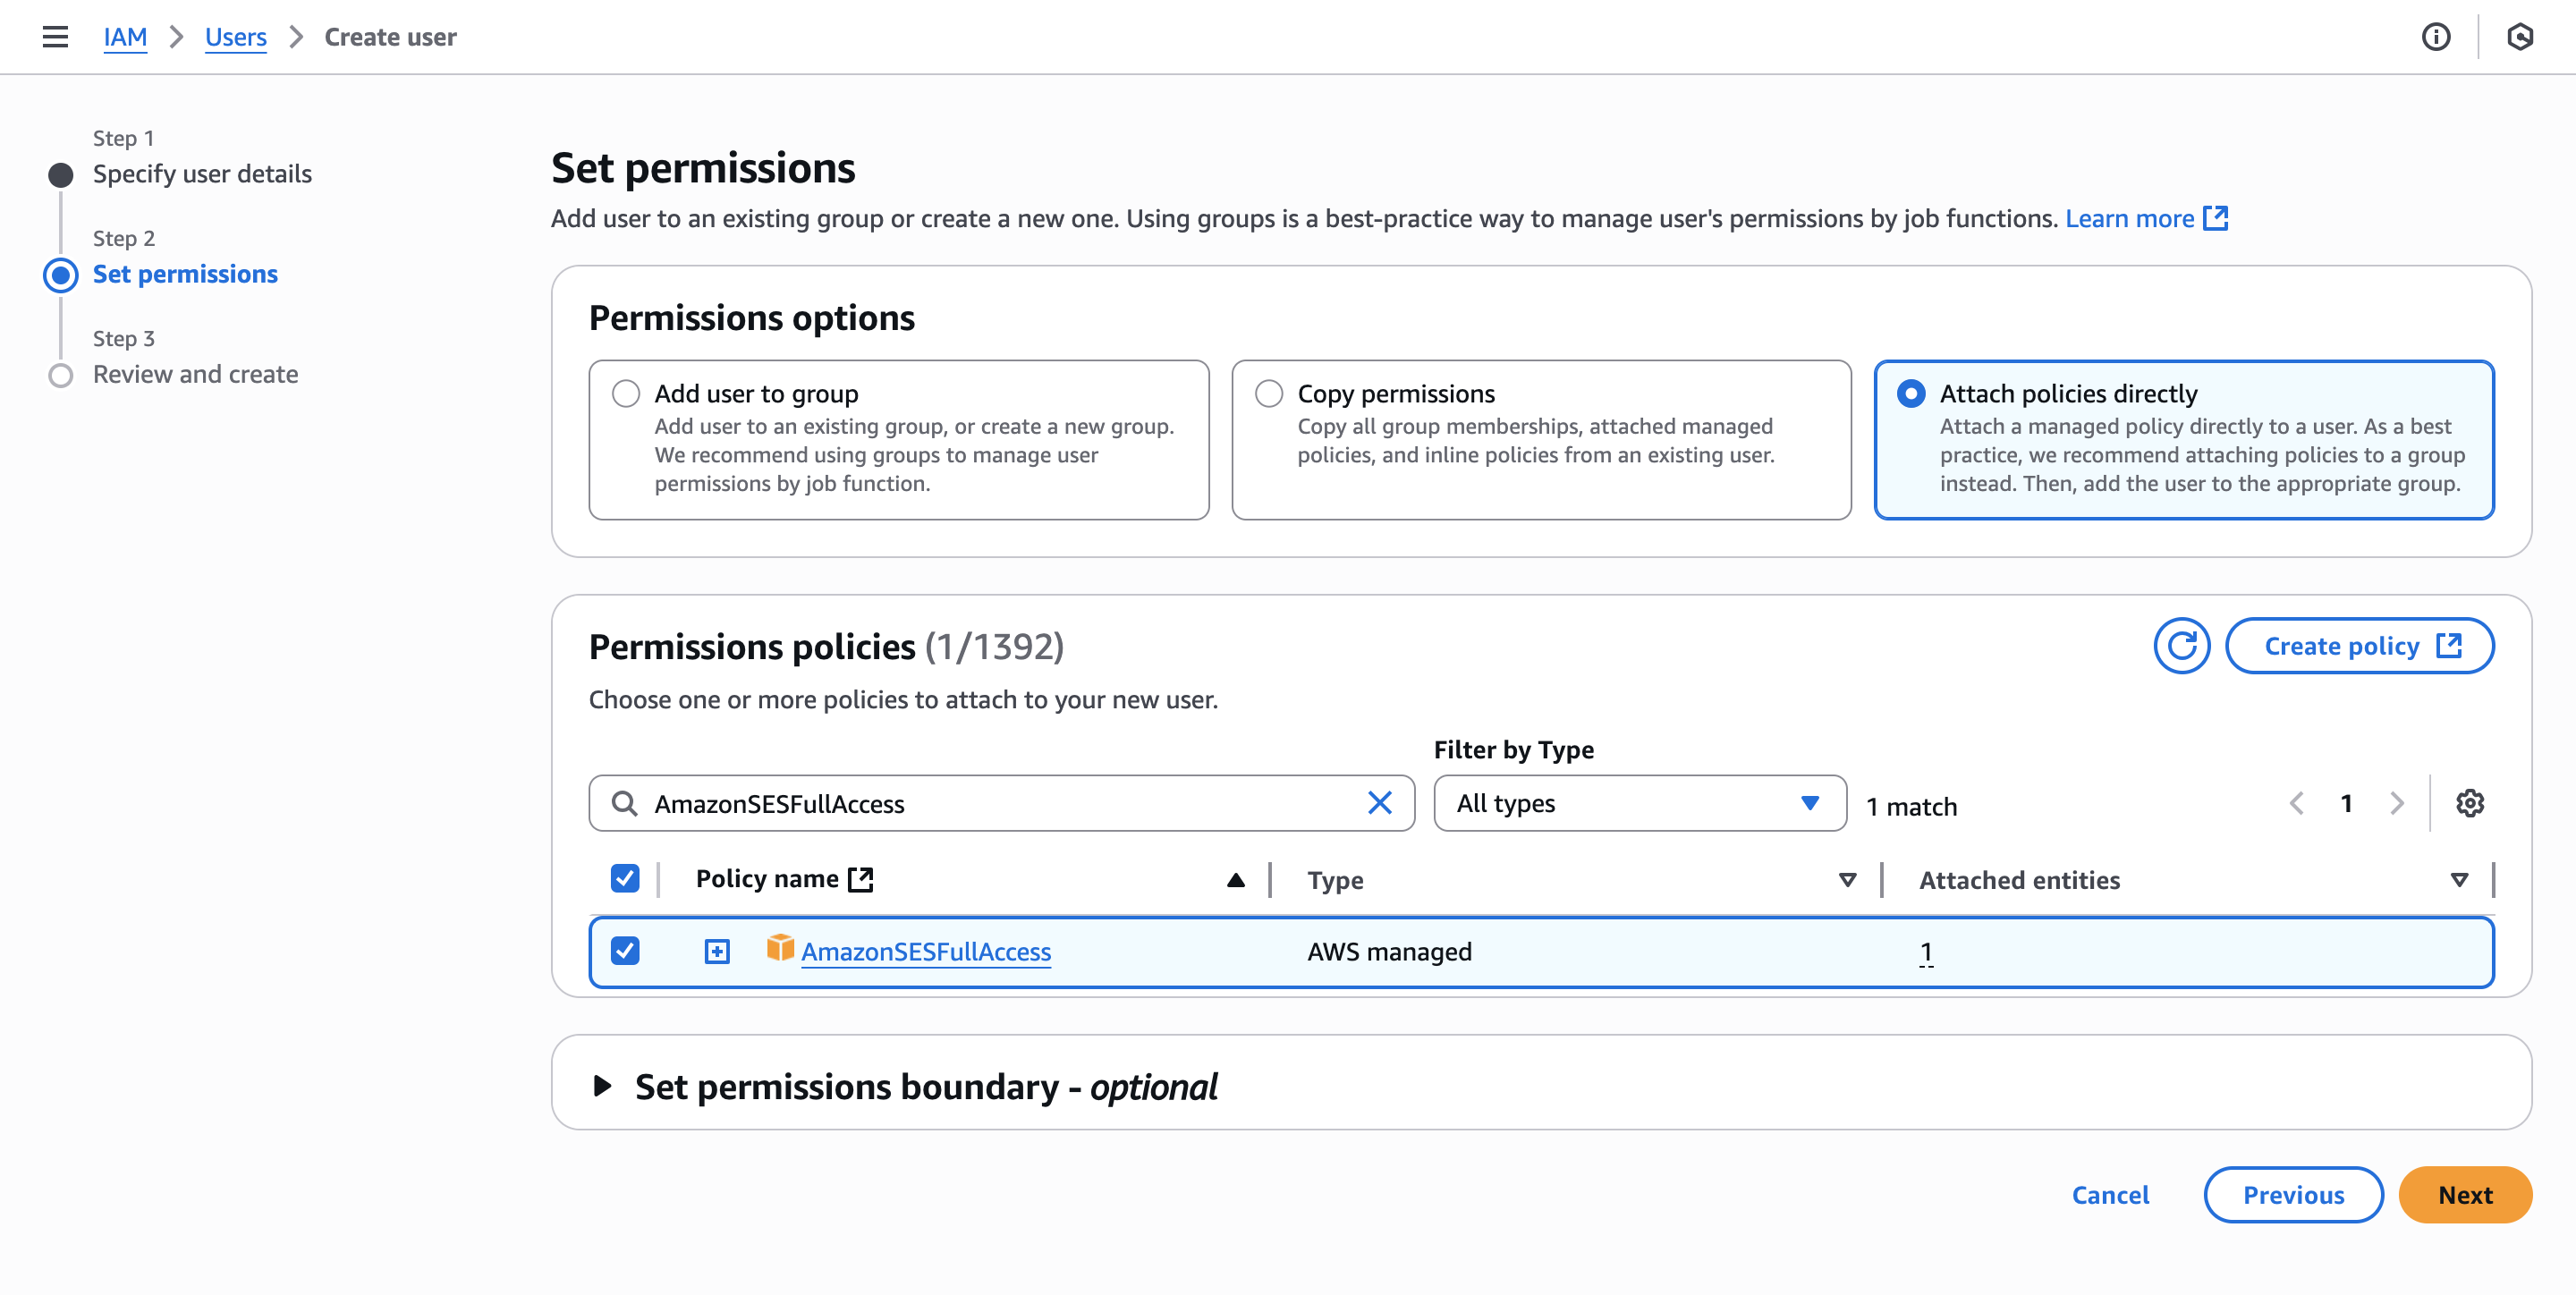 IAM > Users > Create user
Step 1
Specify user details
Step 2
Set permissions
Step 3
Review and create
Set permissions
Add user to an existing group or create a new one. Using groups is a best-practice way to manage user's permissions by job functions. Learn more
Permissions options
Add user to group
Add user to an existing group, or create a new group.
We recommend using groups to manage user
permissions by job function.
Copy permissions
Copy all group memberships, attached managed
policies, and inline policies from an existing user.
Attach policies directly
Attach a managed policy directly to a user. As a best
practice, we recommend attaching policies to a group
instead. Then, add the user to the appropriate group.
Permissions policies (1/1392)
Create policy
Choose one or more policies to attach to your new user.
Filter by Type
AmazonSESFullAccess
All types
1 match
1
Policy name
Type
Attached entities
AmazonSESFullAccess
AWS managed
1
Set permissions boundary - optional
Cancel
Previous
Next